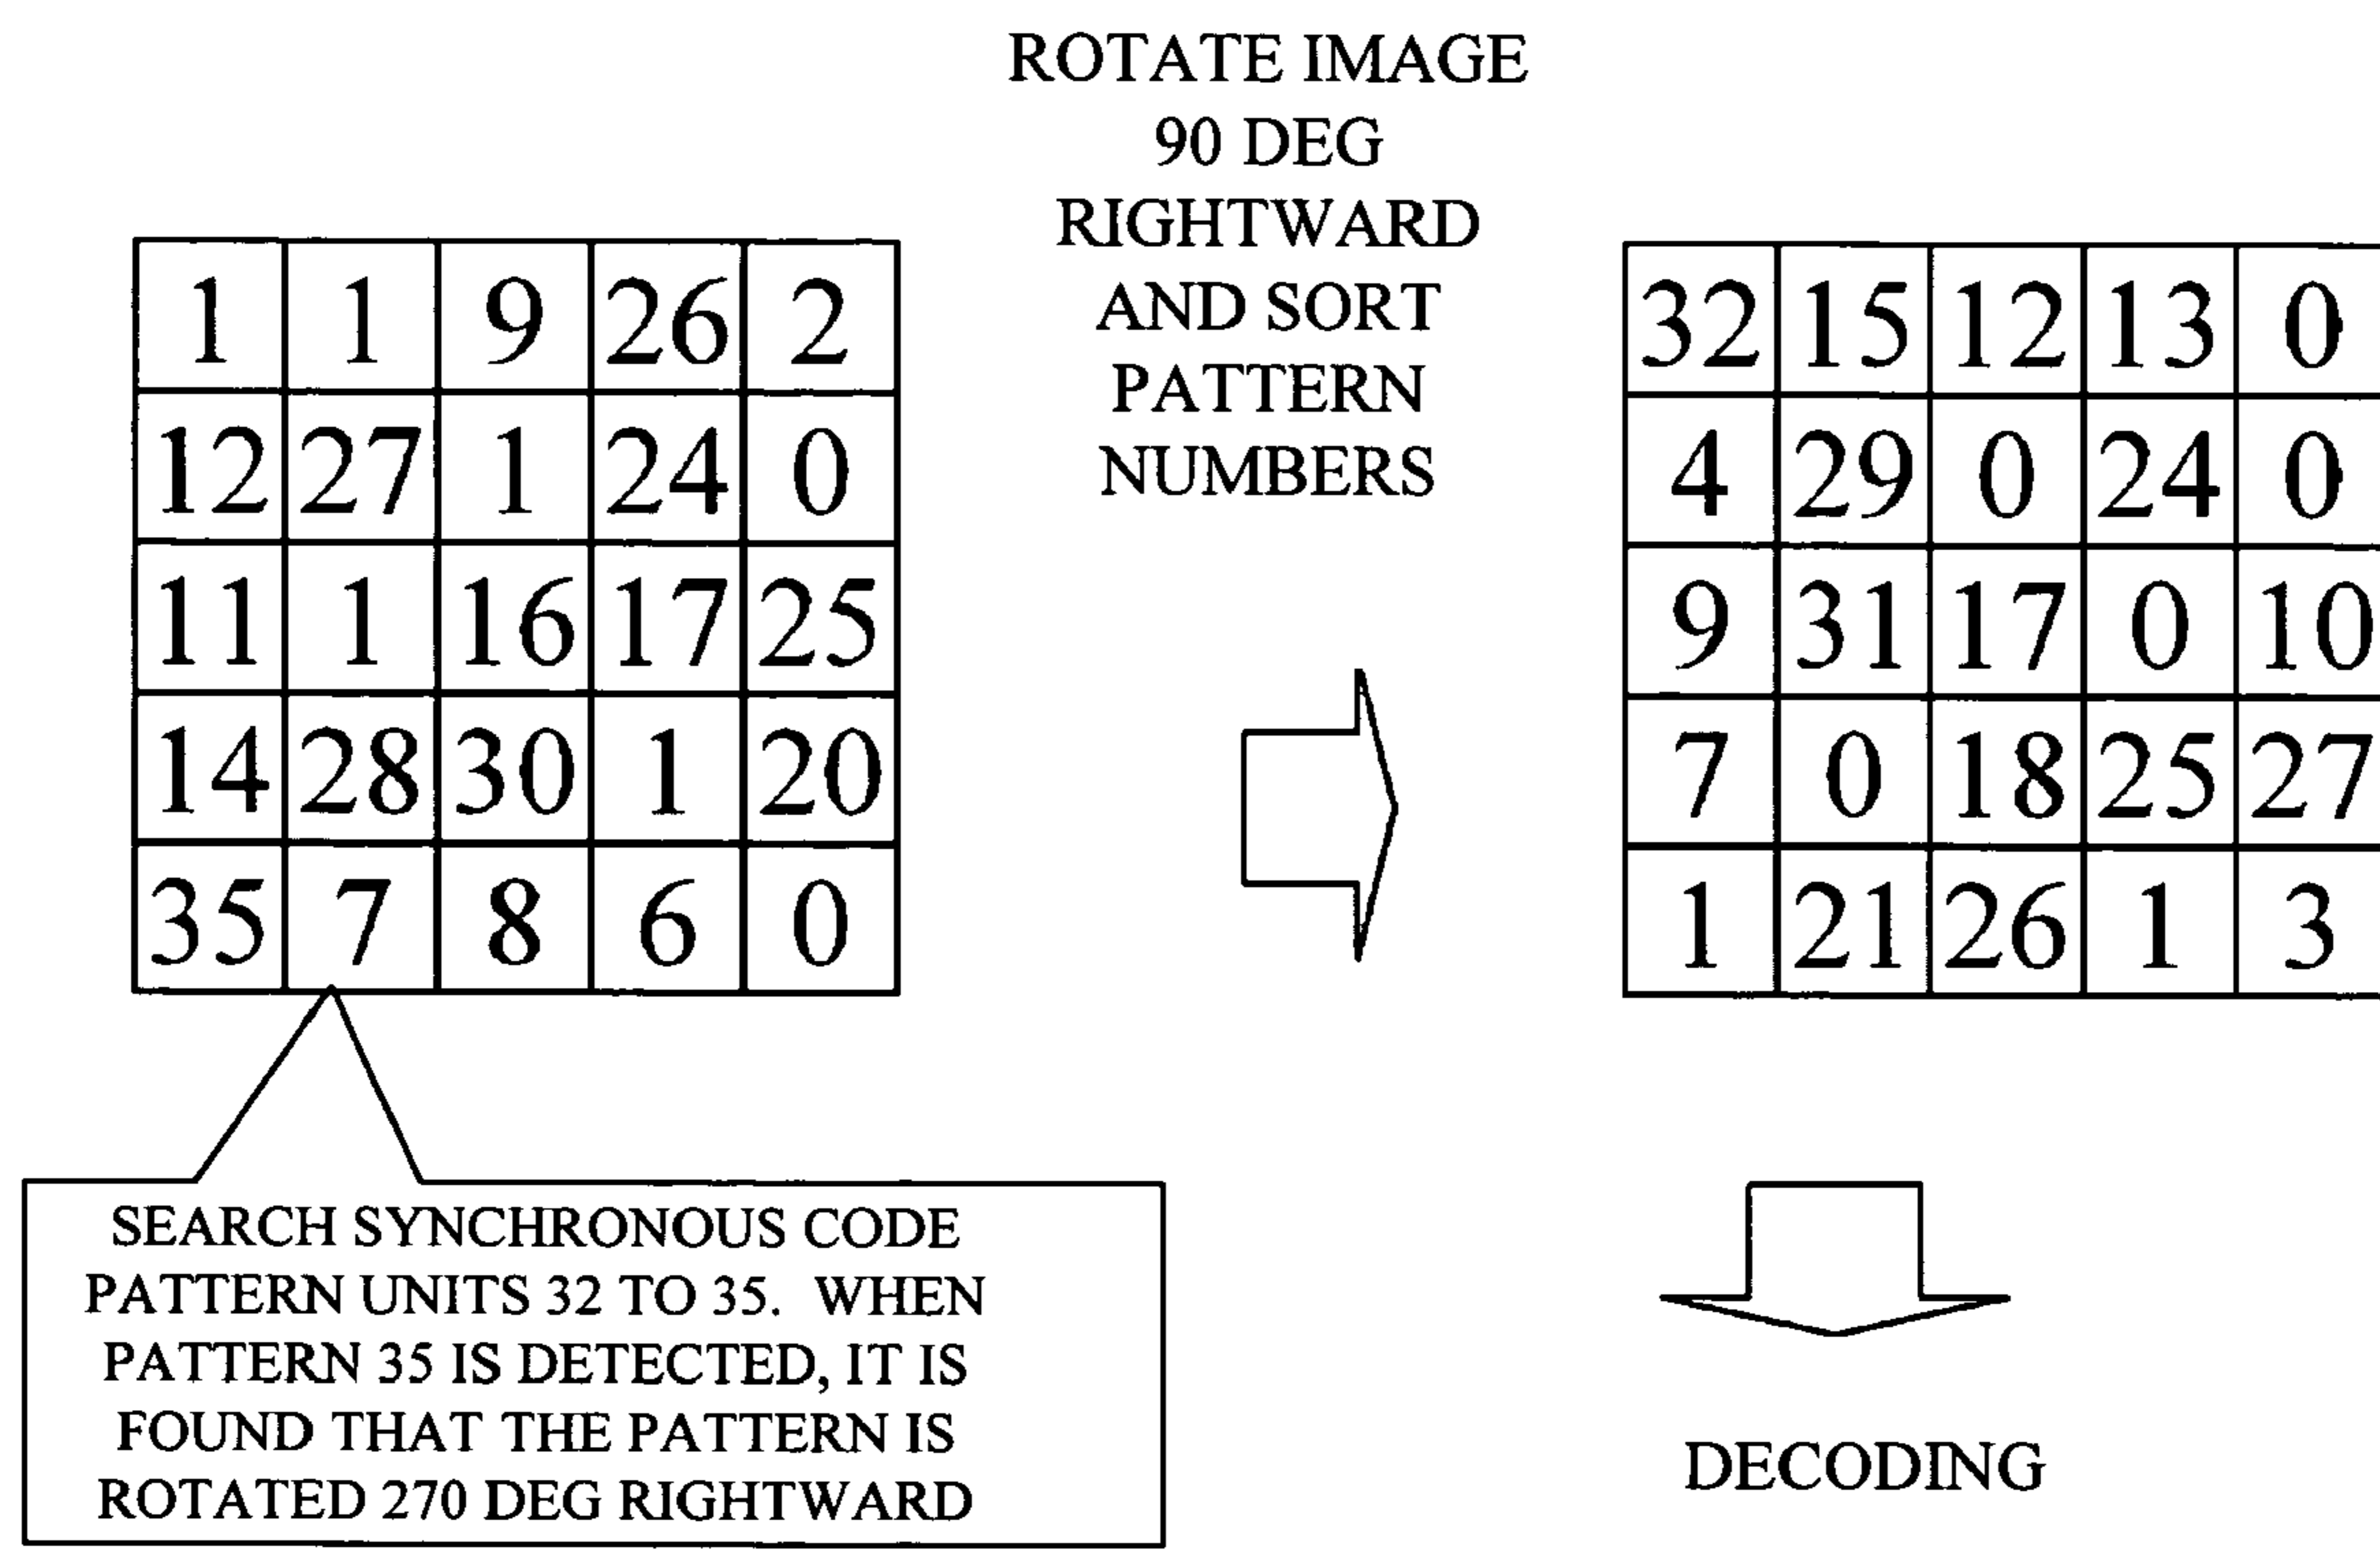 ROTATE IMAGE
90 DEG
RIGHTWARD
AND SORT
PATTERN
NUMBERS
1 1 9 26 2
12 27 1 24 0
11 1 16 17 25
14 28 30 1 20
35 7 8 6 0
32 15 12 13 0
4 29 0 24 0
9 31 17 0 10
7 0 18 25 27
1 21 26 1 3
SEARCH SYNCHRONOUS CODE
PATTERN UNITS 32 TO 35. WHEN
PATTERN 35 IS DETECTED, IT IS
FOUND THAT THE PATTERN IS
ROTATED 270 DEG RIGHTWARD
DECODING